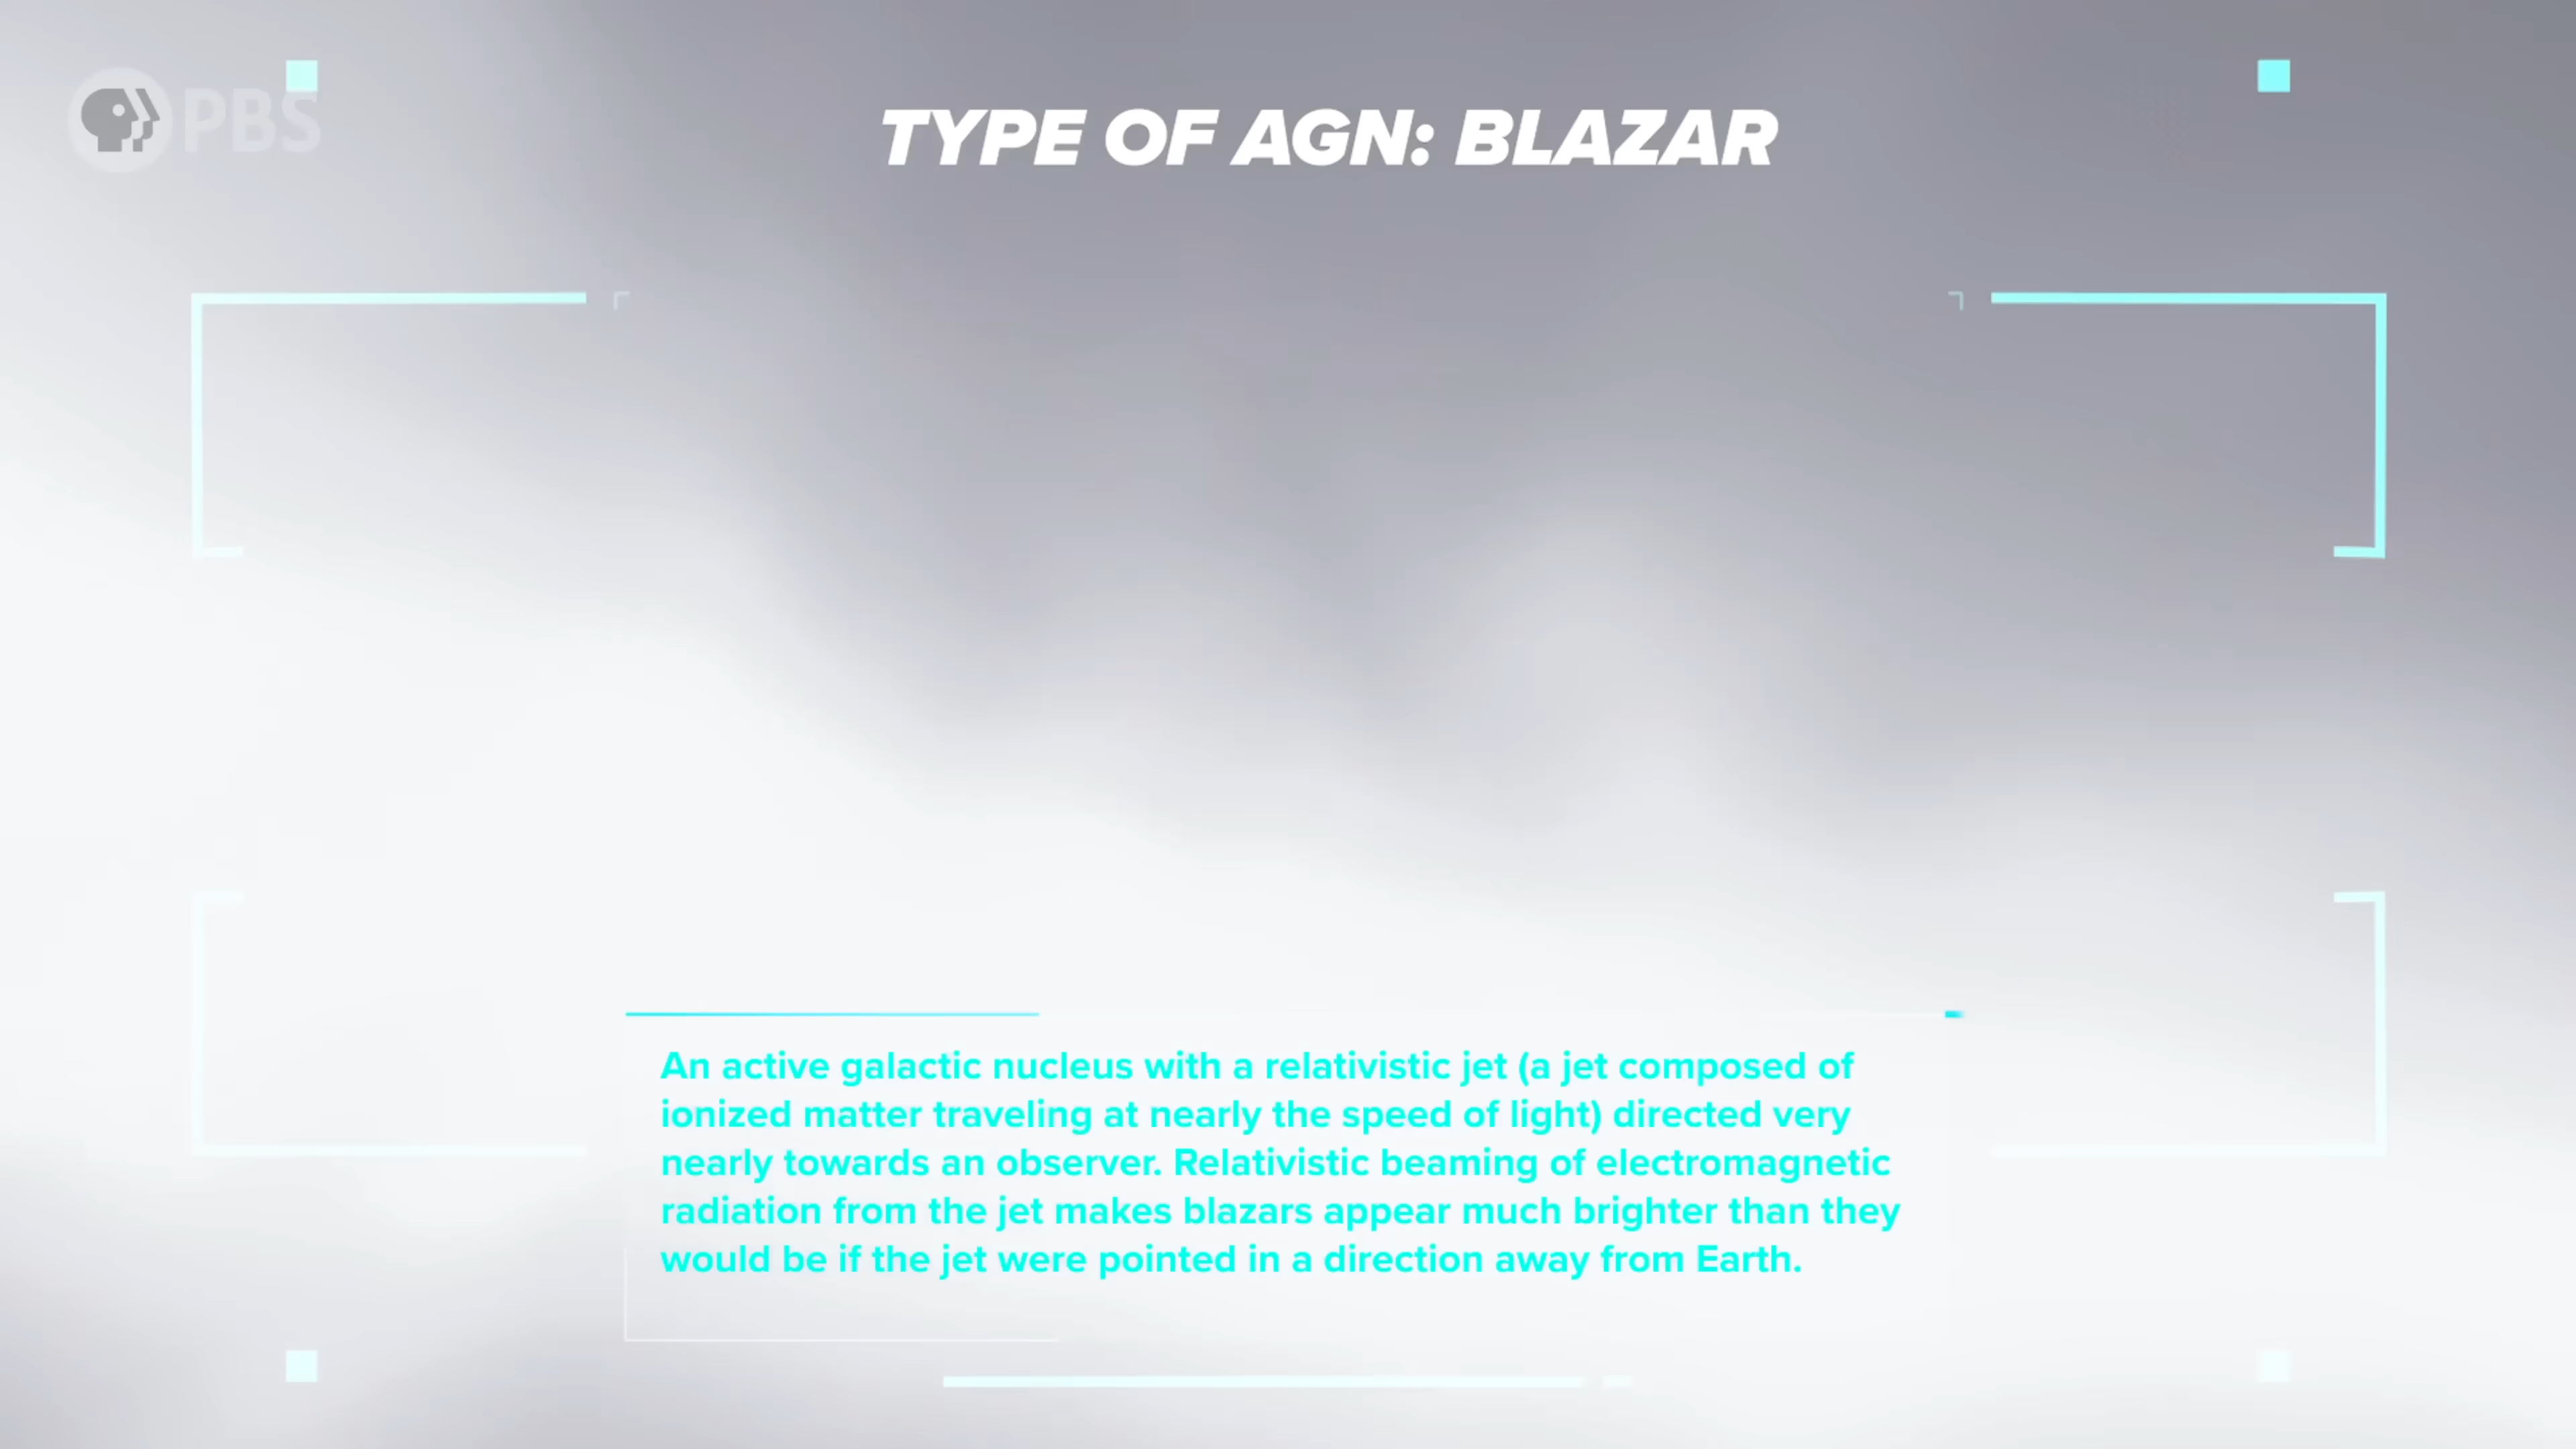 PBS
TYPE OF AGN: BLAZAR
An active galactic nucleus with a relativistic jet (a jet composed of
ionized matter traveling at nearly the speed of light) directed very
nearly towards an observer. Relativistic beaming of electromagnetic
radiation from the jet makes blazars appear much brighter than they
would be if the jet were pointed in a direction away from Earth.